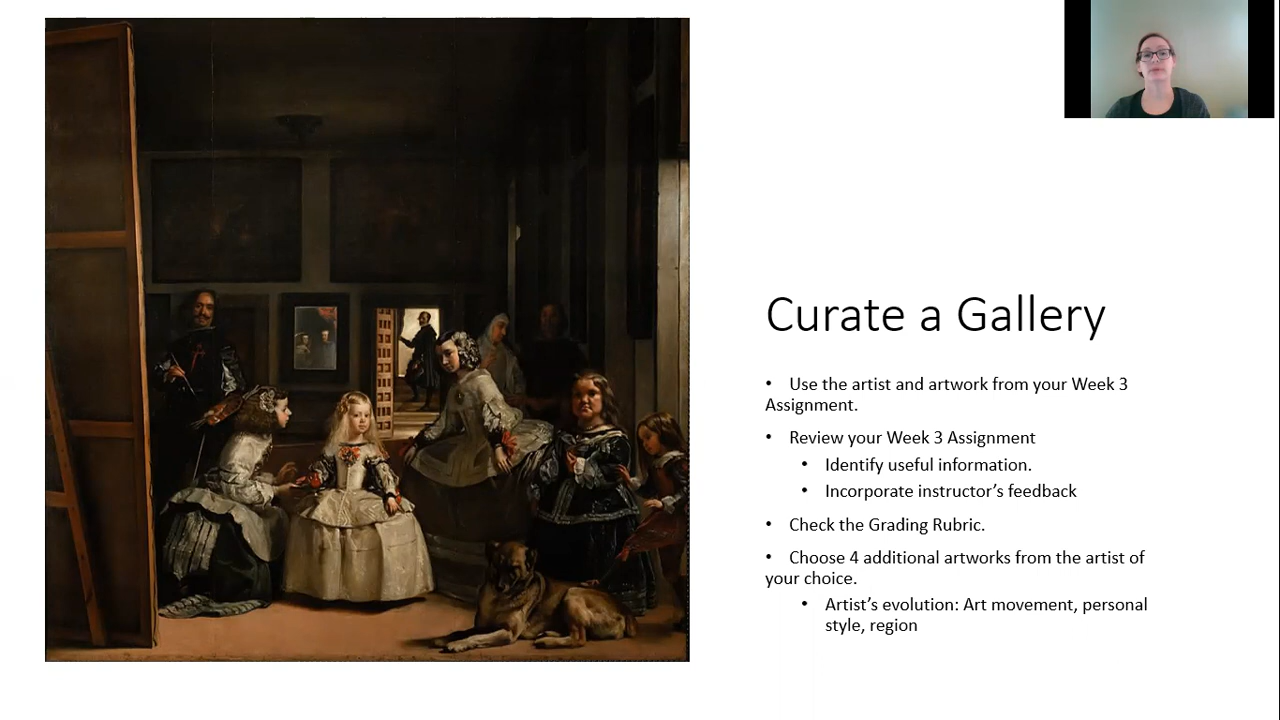 Curate a Gallery
• Use the artist and artwork from your Week 3
Assignment.
• Review your Week 3 Assignment
• Identify useful information.
• Incorporate instructor’s feedback
• Check the Grading Rubric.
• Choose 4 additional artworks from the artist of
your choice.
• Artist’s evolution: Art movement, personal
style, region